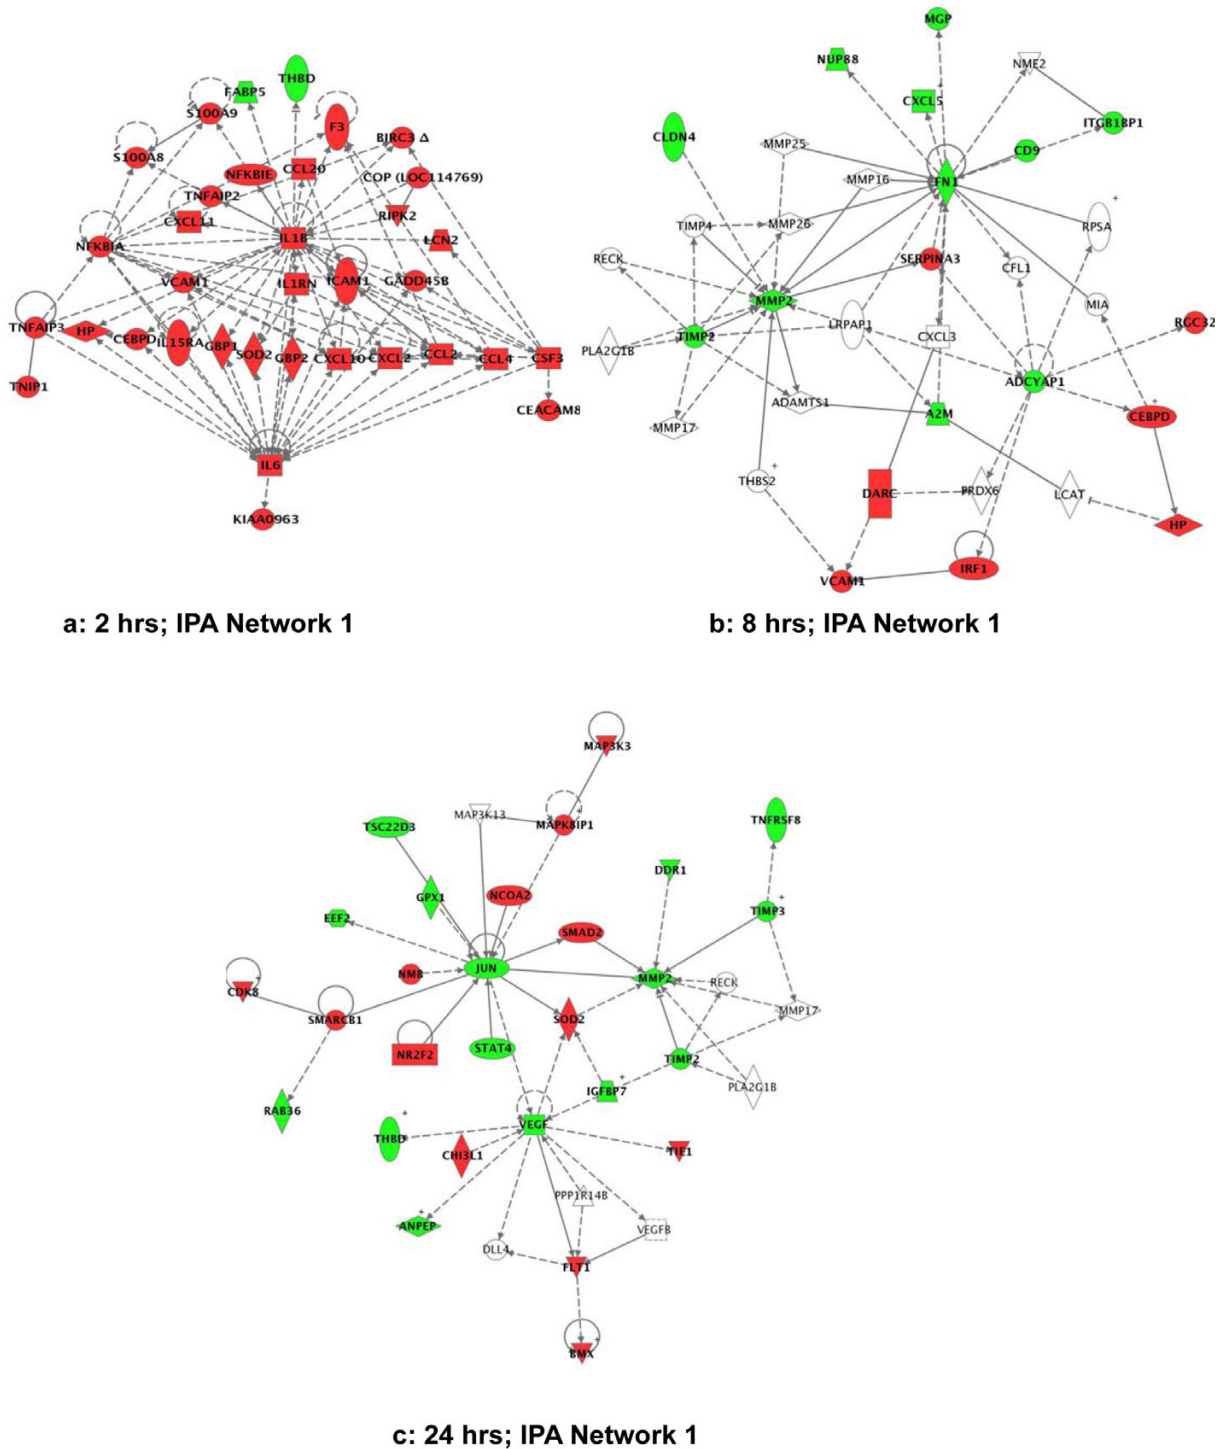 THBD
FABP5
S100A9
F3
BIRC3 Δ
S100A8
NFKBIE
CCL20
COP (LOC114769)
TNFAIP2
CXCL11
RIPK2
IL1B
LCN2
NFKBIA
VCAM1
IL1RN
ICAM1
GADD45B
TNFAIP3
HP
CEBPD
IL15RA
GBP1
SOD2
GBP2
CXCL10
CXCL2
CCL2
CCL4
CSF3
TNIP1
CEACAM8
IL6
KIAA0963
a: 2 hrs; IPA Network 1
MGP
NUP88
NME2
CXCL5
ITGB1BP1
CLDN4
MMP25
CD9
MMP16
FN1
TIMP4
MMP26
RPSA
RECK
SERPINA3
CFL1
MMP2
MIA
LRPAP1
RGC32
TIMP2
CXCL3
PLA2G1B
ADCYAP1
ADAMTS1
A2M
CEBPD
MMP17
THBS2
DARC
PRDX6
LCAT
HP
VCAM1
IRF1
b: 8 hrs; IPA Network 1
MAP3K3
MAP3K13
MAPK8IP1
TSC22D3
TNFRSF8
DDR1
GPX1
NCOA2
EEF2
TIMP3
SMAD2
NMB
JUN
MMP2
RECK
CDK8
SMARCB1
SOD2
MMP17
NR2F2
STAT4
TIMP2
IGFBP7
PLA2G1B
RAB36
VEGF
THBD
CHI3L1
TIE1
PPP1R14B
ANPEP
VEGFB
DLL4
FLT1
BMX
c: 24 hrs; IPA Network 1